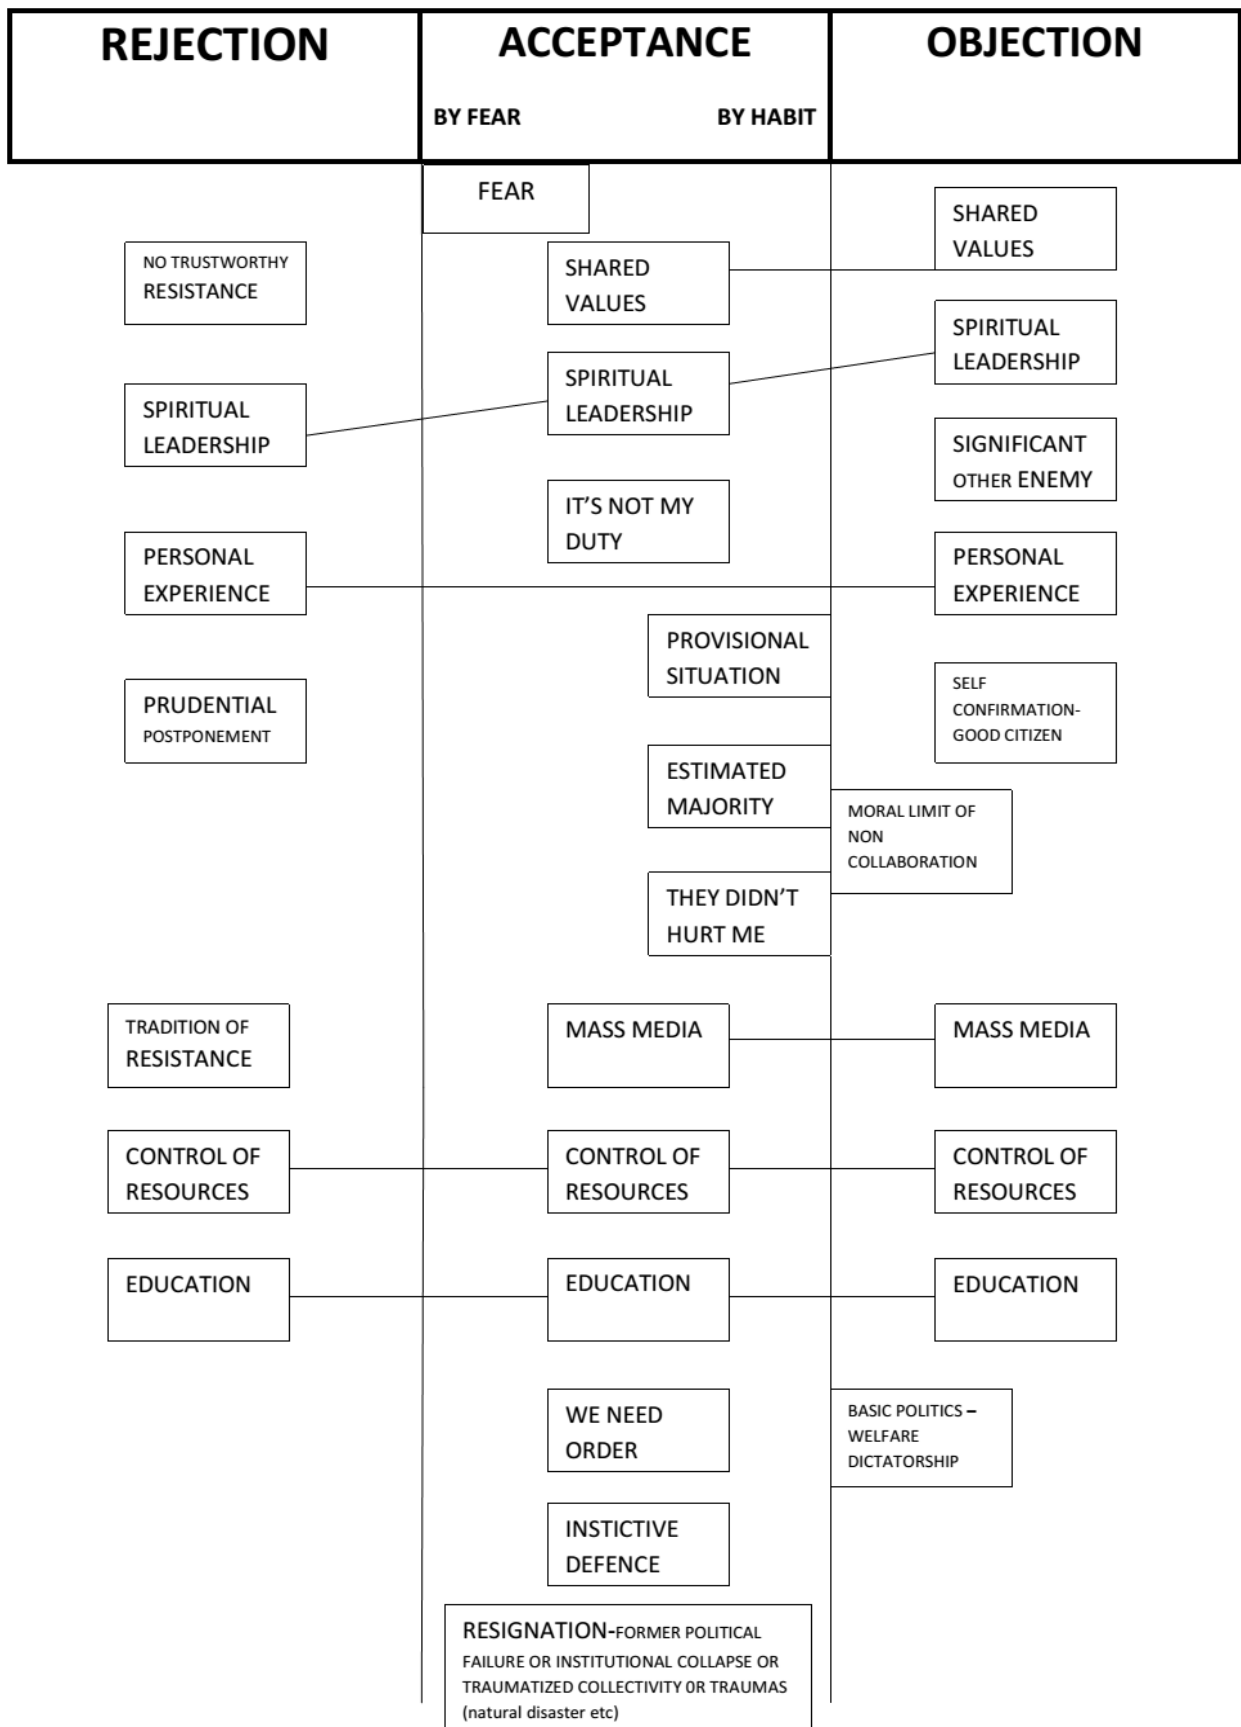 REJECTION
ACCEPTANCE
OBJECTION
BY FEAR
BY HABIT
FEAR
SHARED
VALUES
NO TRUSTWORTHY
RESISTANCE
SHARED
VALUES
SPIRITUAL
LEADERSHIP
SPIRITUAL
LEADERSHIP
SPIRITUAL
LEADERSHIP
SIGNIFICANT
OTHER ENEMY
IT’S NOT MY
DUTY
PERSONAL
EXPERIENCE
PERSONAL
EXPERIENCE
PROVISIONAL
SITUATION
PRUDENTIAL
POSTPONEMENT
SELF
CONFIRMATION-
GOOD CITIZEN
ESTIMATED
MAJORITY
MORAL LIMIT OF
NON
COLLABORATION
THEY DIDN’T
HURT ME
TRADITION OF
RESISTANCE
MASS MEDIA
MASS MEDIA
CONTROL OF
RESOURCES
CONTROL OF
RESOURCES
CONTROL OF
RESOURCES
EDUCATION
EDUCATION
EDUCATION
WE NEED
ORDER
BASIC POLITICS –
WELFARE
DICTATORSHIP
INSTICTIVE
DEFENCE
RESIGNATION-FORMER POLITICAL
FAILURE OR INSTITUTIONAL COLLAPSE OR
TRAUMATIZED COLLECTIVITY 0R TRAUMAS
(natural disaster etc)